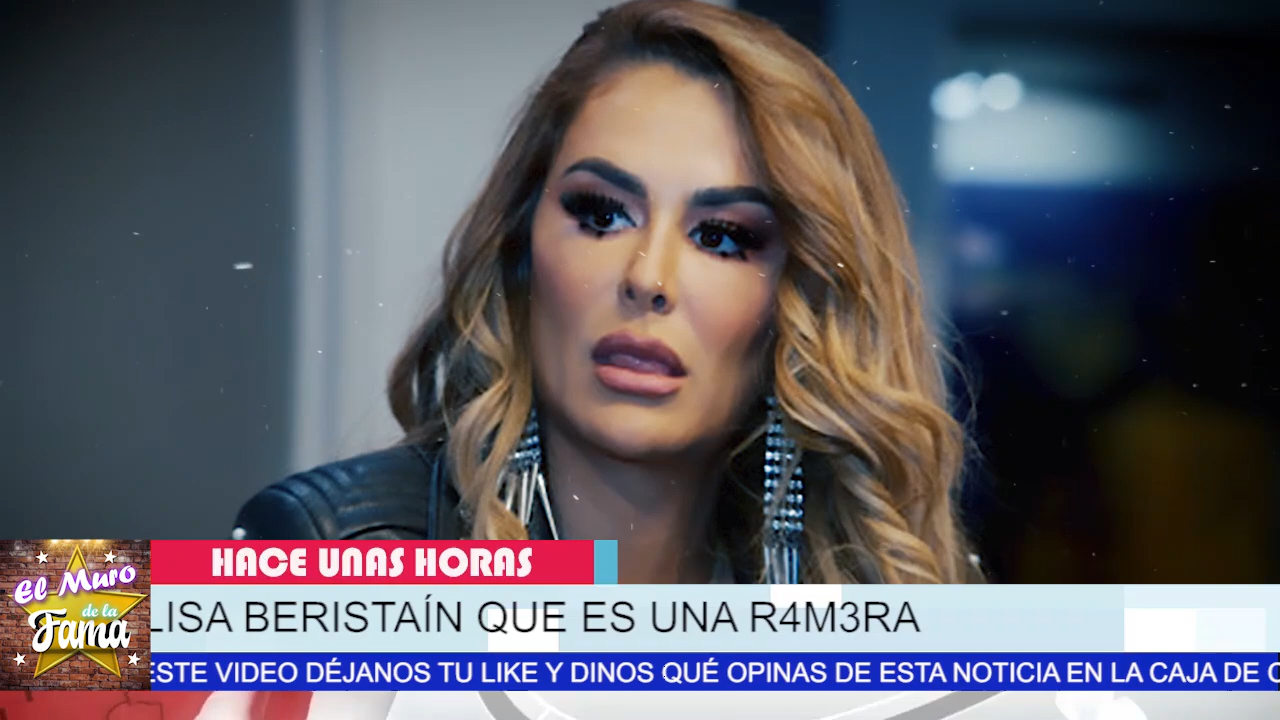 HACE UNAS HORAS
El Muro
de la
Fama
LISA BERISTAÍN QUE ES UNA R4M3RA
ESTE VIDEO DÉJANOS TU LIKE Y DINOS QUÉ OPINAS DE ESTA NOTICIA EN LA CAJA DE